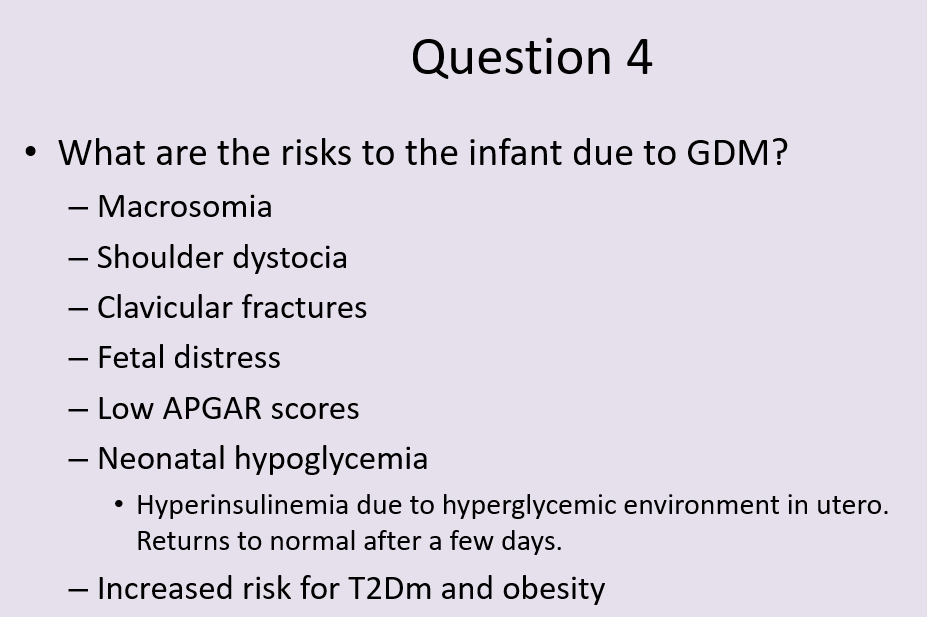 Question 4
• What are the risks to the infant due to GDM?
– Macrosomia
– Shoulder dystocia
– Clavicular fractures
– Fetal distress
– Low APGAR scores
– Neonatal hypoglycemia
• Hyperinsulinemia due to hyperglycemic environment in utero.
Returns to normal after a few days.
– Increased risk for T2Dm and obesity